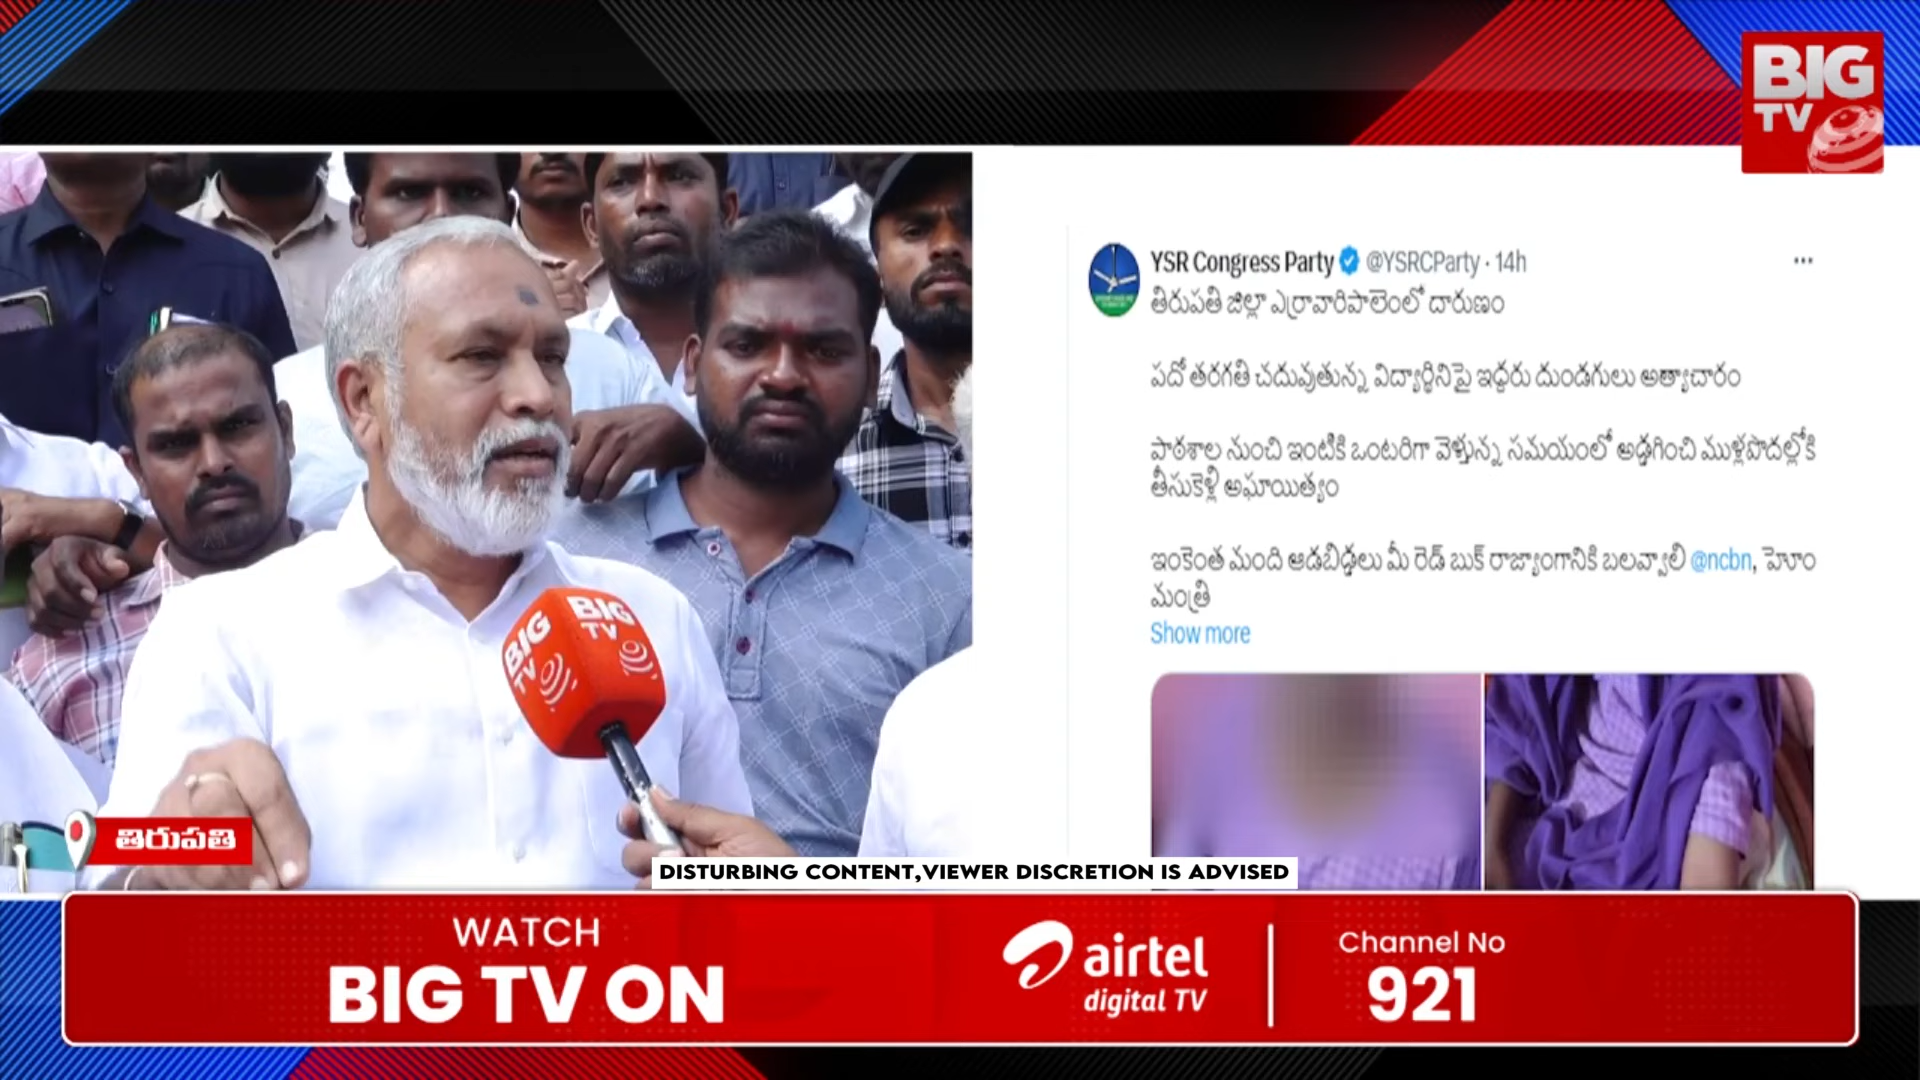 BIG
TV
YSR Congress Party @YSRCParty · 14h
తిరుపతి జిల్లా ఎర్రావారిపాలెంలో దారుణం
పదో తరగతి చదువుతున్న విద్యార్థినిపై ఇద్దరు దుండగులు అత్యాచారం
పాఠశాల నుంచి ఇంటికి ఒంటరిగా వెళ్తున్న సమయంలో అడ్డగించి ముళ్లపొదల్లోకి
తీసుకెళ్లి అఘాయిత్యం
ఇంకెంత మంది ఆడబిడ్డలు మీ రెడ్ బుక్ రాజ్యాంగానికి బలవ్వాలి @ncbn, హెూం
మంత్రి
Show more
BIG
TV
BIG
TV
తిరుపతి
DISTURBING CONTENT,VIEWER DISCRETION IS ADVISED
WATCH
BIG TV ON
airtel
digital TV
Channel No
921